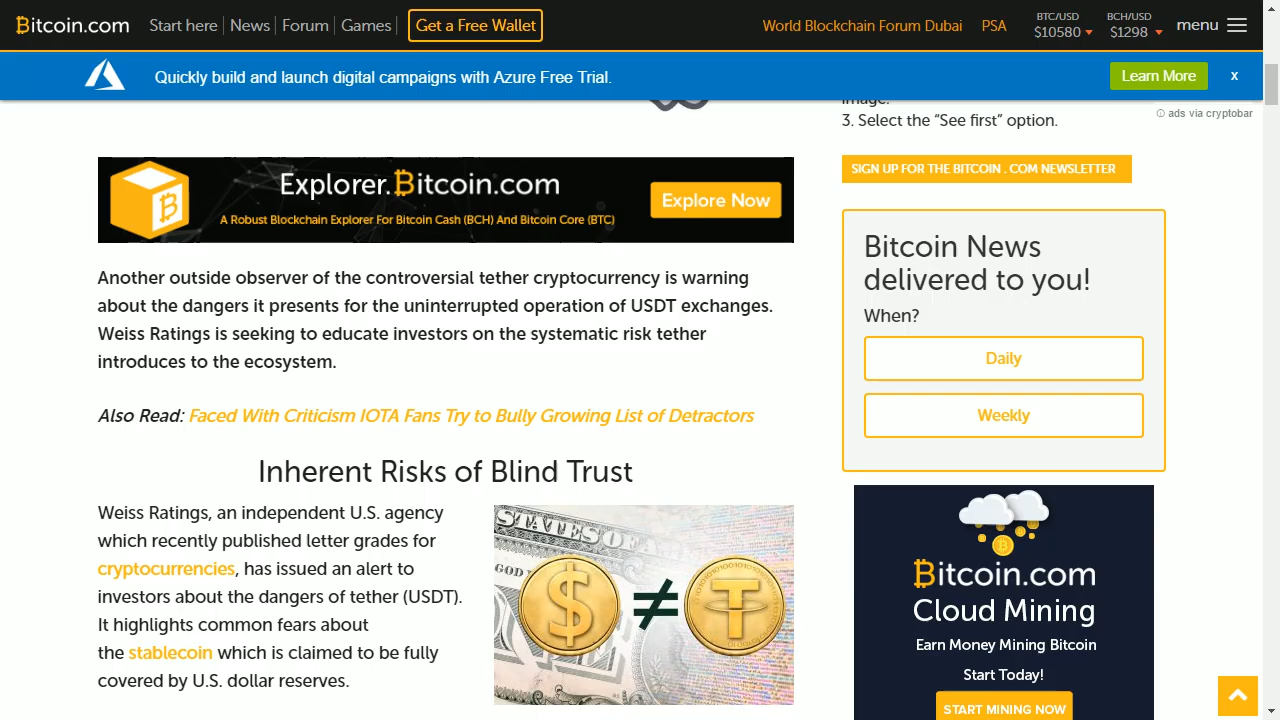 Bitcoin.com
Start here
News
Forum
Games
Get a Free Wallet
World Blockchain Forum Dubai
PSA
BTC/USD
$10580
BCH/USD
$1298
menu
Quickly build and launch digital campaigns with Azure Free Trial.
Learn More
x
ⓘ ads via cryptobar
image.
3. Select the “See first” option.
SIGN UP FOR THE BITCOIN . COM NEWSLETTER
Explorer.Bitcoin.com
A Robust Blockchain Explorer For Bitcoin Cash (BCH) And Bitcoin Core (BTC)
Explore Now
Another outside observer of the controversial tether cryptocurrency is warning
about the dangers it presents for the uninterrupted operation of USDT exchanges.
Weiss Ratings is seeking to educate investors on the systematic risk tether
introduces to the ecosystem.
Also Read: Faced With Criticism IOTA Fans Try to Bully Growing List of Detractors
Inherent Risks of Blind Trust
Weiss Ratings, an independent U.S. agency
which recently published letter grades for
cryptocurrencies, has issued an alert to
investors about the dangers of tether (USDT).
It highlights common fears about
the stablecoin which is claimed to be fully
covered by U.S. dollar reserves.
STATES OF
GOD
$ ≠ T
Bitcoin News
delivered to you!
When?
Daily
Weekly
Bitcoin.com
Cloud Mining
Earn Money Mining Bitcoin
Start Today!
START MINING NOW